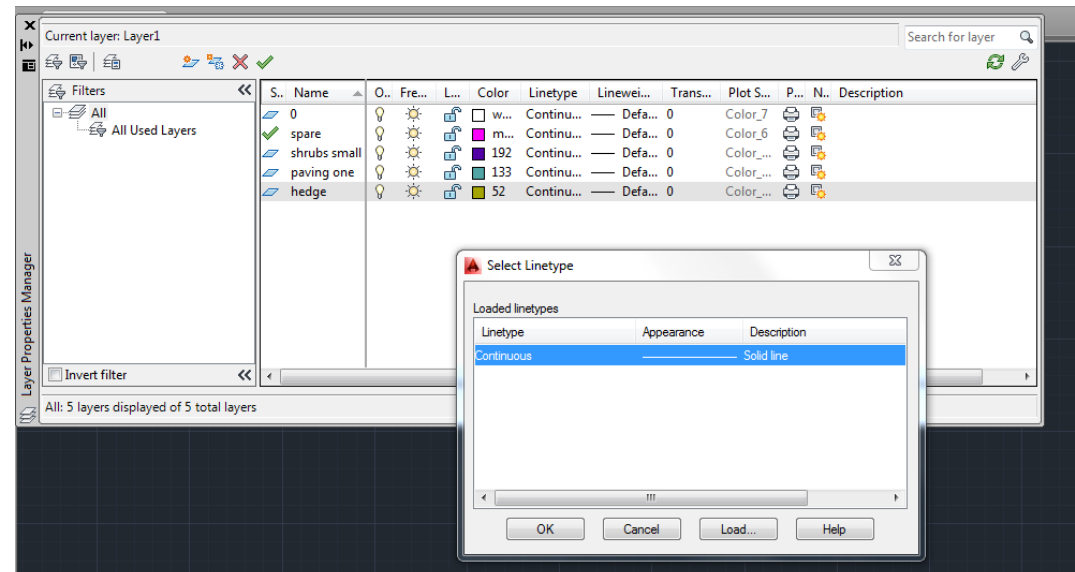 Current layer: Layer1
Search for layer
Filters
All
All Used Layers
Invert filter
S.. Name O.. Fre... L... Color Linetype Linewei... Trans... Plot S... P... N.. Description
0 w... Continu... Defa... 0 Color_7
spare m... Continu... Defa... 0 Color_6
shrubs small 192 Continu... Defa... 0 Color_...
paving one 133 Continu... Defa... 0 Color_...
hedge 52 Continu... Defa... 0 Color_...
All: 5 layers displayed of 5 total layers
Layer Properties Manager
Select Linetype
Loaded linetypes
Linetype Appearance Description
Continuous Solid line
OK Cancel Load... Help